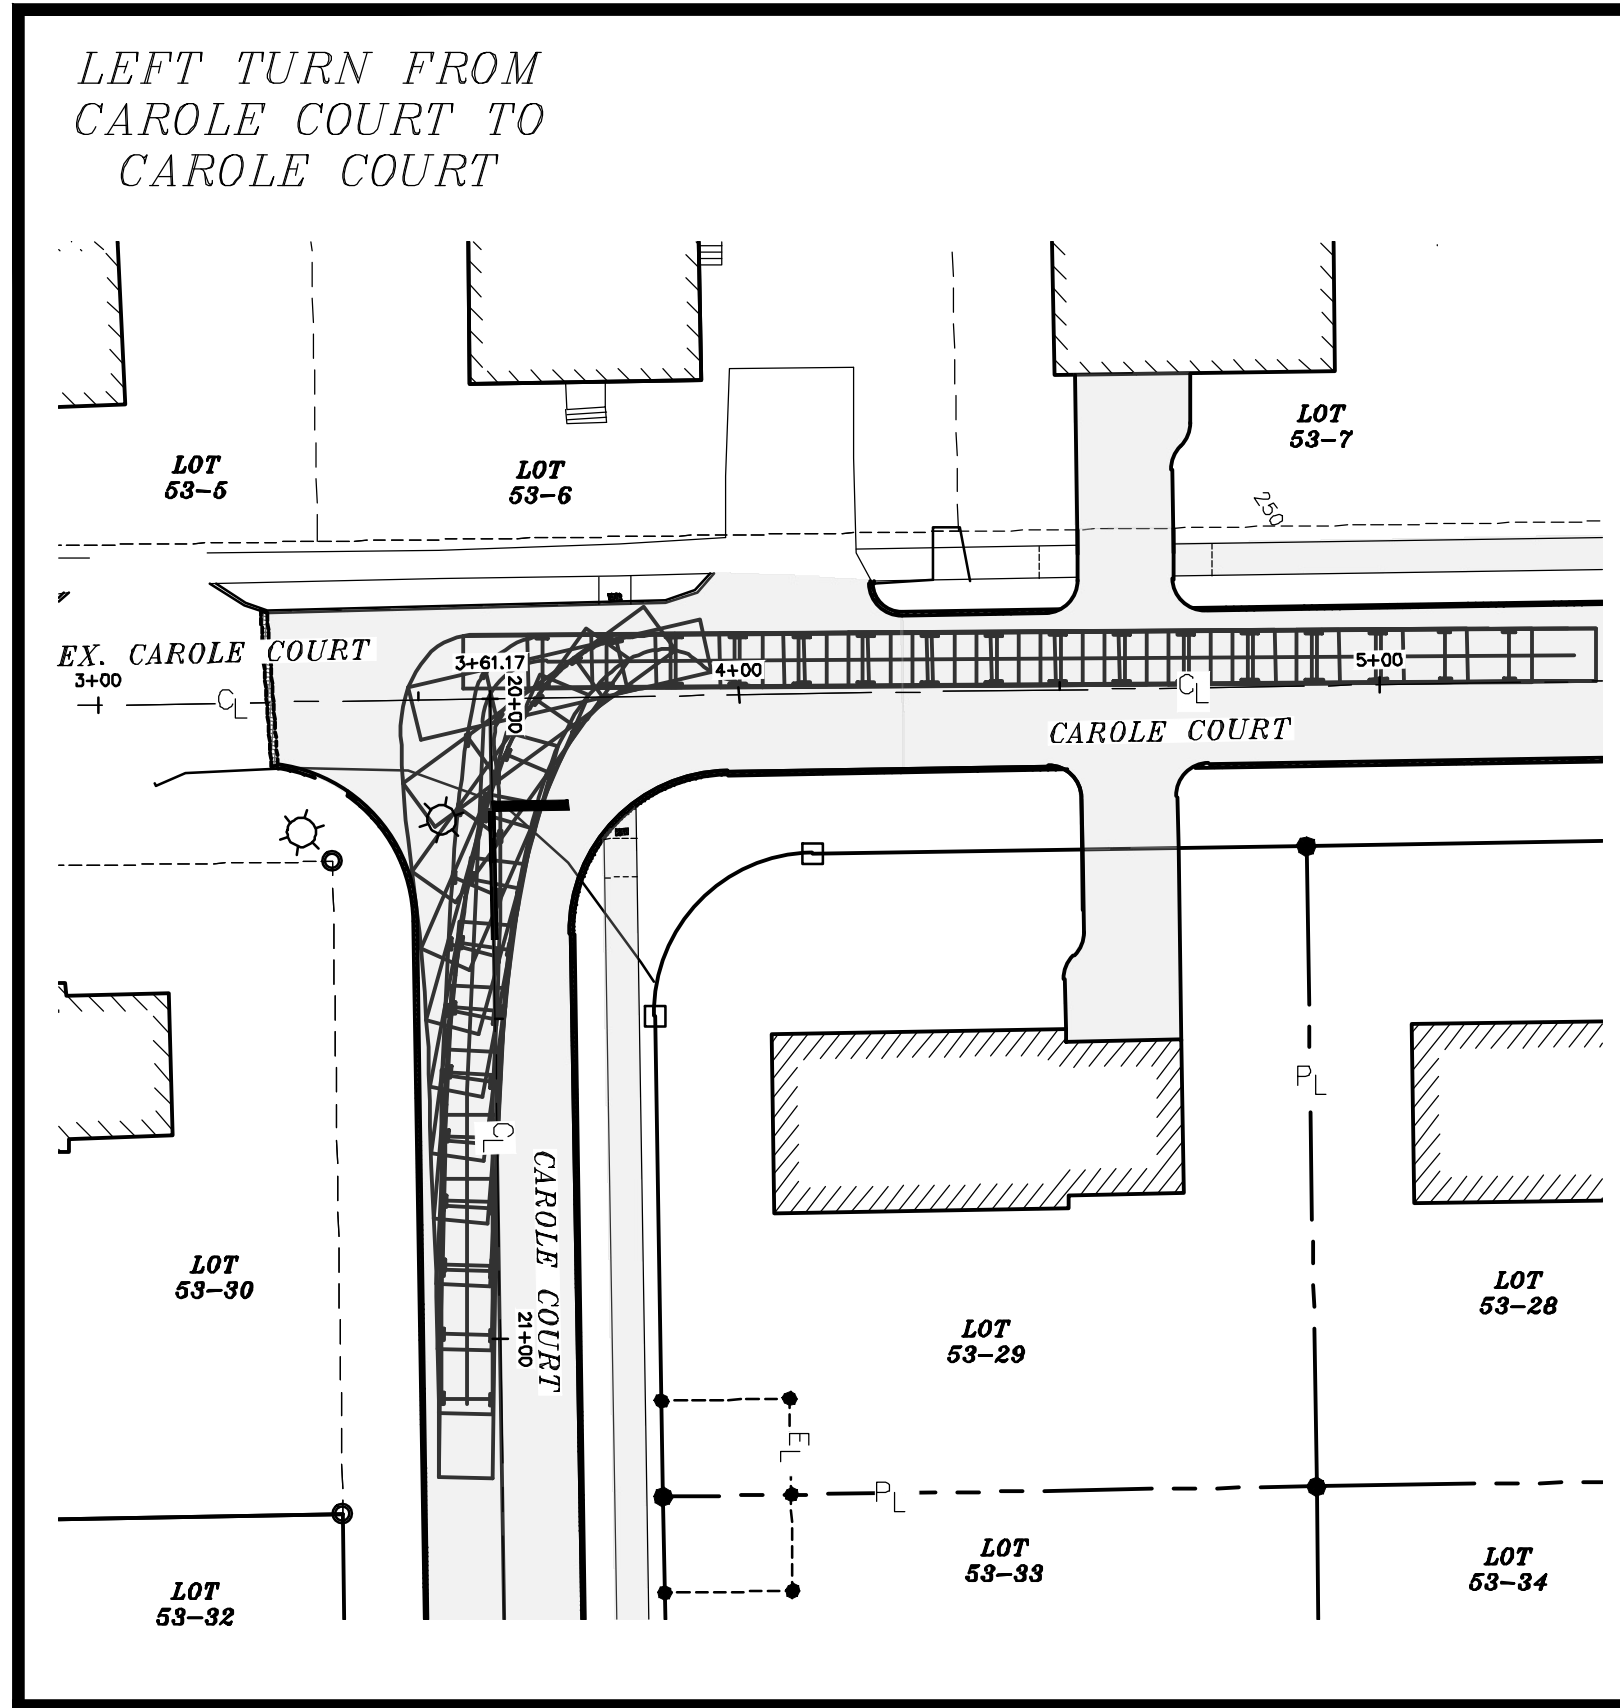 LEFT TURN FROM
CAROLE COURT TO
CAROLE COURT
LOT
53-7
LOT
53-5
LOT
53-6
250
EX. CAROLE COURT
3+00
CL
3+61.17
20+00
4+00
5+00
CL
CAROLE COURT
PL
CL
CAROLE COURT
21+00
LOT
53-30
LOT
53-29
LOT
53-28
EL
PL
LOT
53-32
LOT
53-33
LOT
53-34